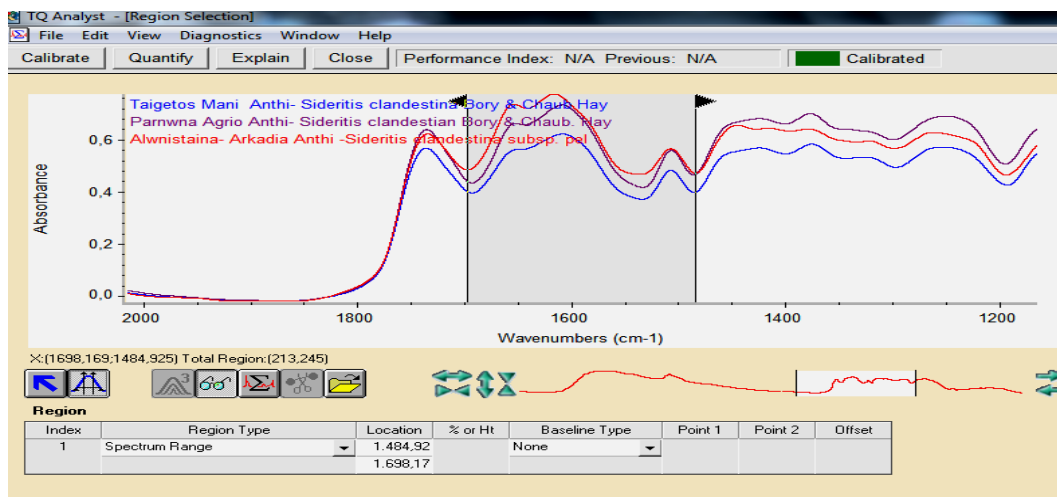 TQ Analyst - [Region Selection]
File Edit View Diagnostics Window Help
Calibrate Quantify Explain Close Performance Index: N/A Previous: N/A Calibrated
Taigetos Mani Anthi- Sideritis clandestina Bory & Chaub Hay
Parnwna Agrio Anthi- Sideritis clandestian Bory & Chaub. Hay
Alwnistaina- Arkadia Anthi -Sideritis clandestina subsp. pel
Absorbance
0,6
0,4
0,2
0,0
2000 1800 1600 1400 1200
Wavenumbers (cm-1)
X:(1698,169;1484,925) Total Region:(213,245)
Region
Index Region Type Location % or Ht Baseline Type Point 1 Point 2 Offset
1 Spectrum Range 1.484,92 None
1.698,17